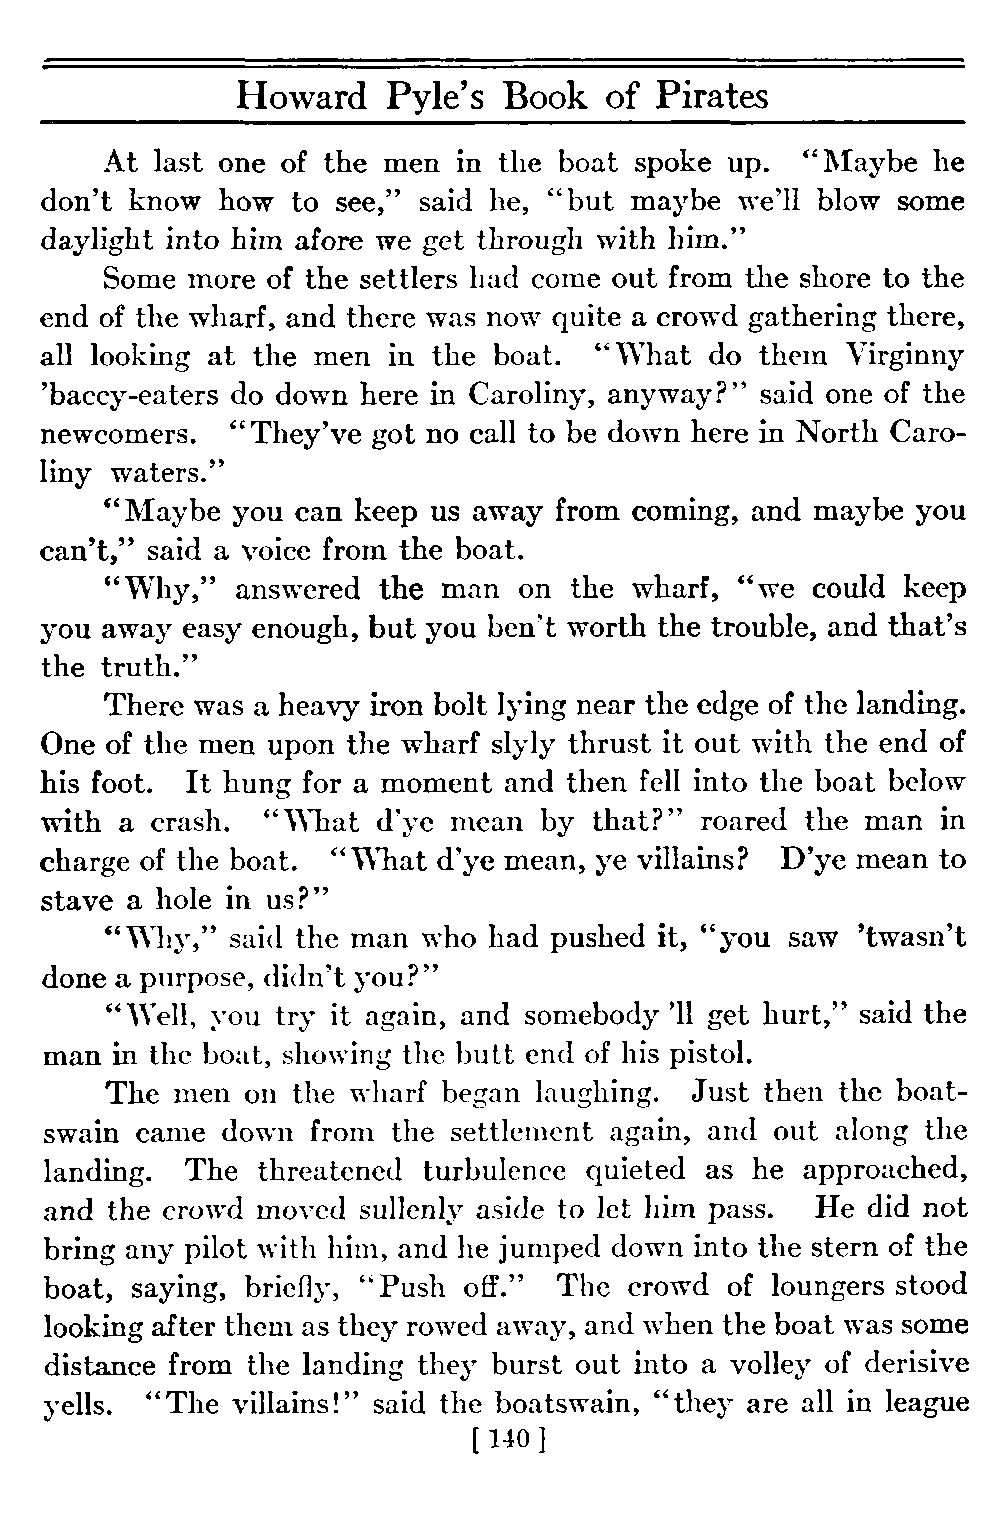 Howard Pyle's Book of Pirates
At last one of the men in the boat spoke up. “Maybe he
don't know how to see,” said he, “but maybe we'll blow some
daylight into him afore we get through with him.”
Some more of the settlers had come out from the shore to the
end of the wharf, and there was now quite a crowd gathering there,
all looking at the men in the boat. “What do them Virginny
'baccy-eaters do down here in Caroliny, anyway?” said one of the
newcomers. “They've got no call to be down here in North Caro-
liny waters.”
“Maybe you can keep us away from coming, and maybe you
can't,” said a voice from the boat.
“Why,” answered the man on the wharf, “we could keep
you away easy enough, but you ben't worth the trouble, and that's
the truth.”
There was a heavy iron bolt lying near the edge of the landing.
One of the men upon the wharf slyly thrust it out with the end of
his foot. It hung for a moment and then fell into the boat below
with a crash. “What d'ye mean by that?” roared the man in
charge of the boat. “What d'ye mean, ye villains? D'ye mean to
stave a hole in us?”
“Why,” said the man who had pushed it, “you saw 'twasn't
done a purpose, didn't you?”
“Well, you try it again, and somebody 'll get hurt,” said the
man in the boat, showing the butt end of his pistol.
The men on the wharf began laughing. Just then the boat-
swain came down from the settlement again, and out along the
landing. The threatened turbulence quieted as he approached,
and the crowd moved sullenly aside to let him pass. He did not
bring any pilot with him, and he jumped down into the stern of the
boat, saying, briefly, “Push off.” The crowd of loungers stood
looking after them as they rowed away, and when the boat was some
distance from the landing they burst out into a volley of derisive
yells. “The villains!” said the boatswain, “they are all in league
[ 140 ]